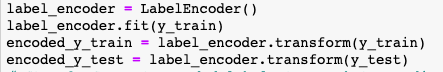 label_encoder = LabelEncoder()
label_encoder.fit(y_train)
encoded_y_train = label_encoder.transform(y_train)
encoded_y_test = label_encoder.transform(y_test)